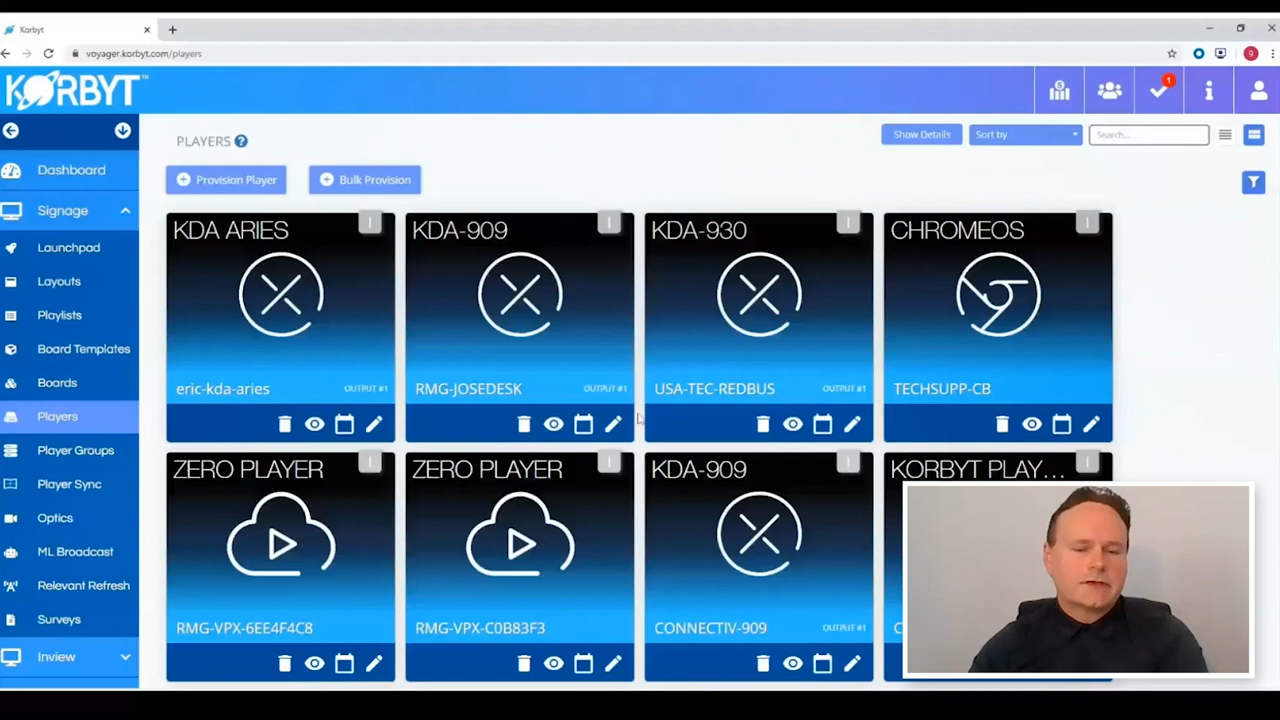 Korbyt
voyager.korbyt.com/players
9
KORBYT™
1
Dashboard
Signage
Launchpad
Layouts
Playlists
Board Templates
Boards
Players
Player Groups
Player Sync
Optics
ML Broadcast
Relevant Refresh
Surveys
Inview
PLAYERS
Show Details
Sort by
Search...
Provision Player
Bulk Provision
KDA ARIES
eric-kda-aries
OUTPUT #1
KDA-909
RMG-JOSEDESK
OUTPUT #1
KDA-930
USA-TEC-REDBUS
OUTPUT #1
CHROMEOS
TECHSUPP-CB
ZERO PLAYER
RMG-VPX-6EE4F4C8
ZERO PLAYER
RMG-VPX-C0B83F3
KDA-909
CONNECTIV-909
OUTPUT #1
KORBYT PLAY...